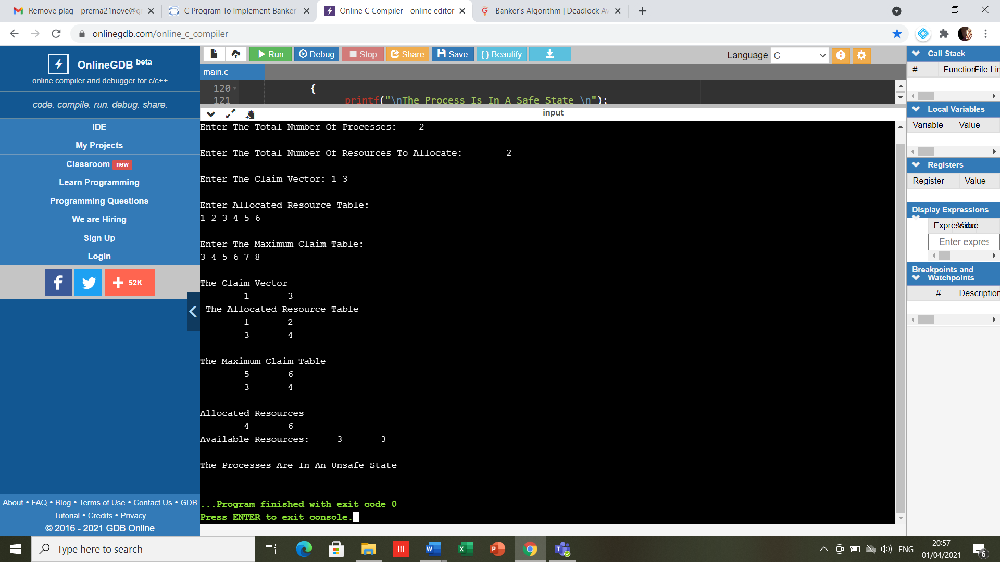 Remove plag - prerna21nove@g
C Program To Implement Banker'
Online C Compiler - online editor
Banker's Algorithm | Deadlock Av
onlinegdb.com/online_c_compiler
OnlineGDB beta
online compiler and debugger for c/c++
code. compile. run. debug. share.
IDE
My Projects
Classroom new
Learn Programming
Programming Questions
We are Hiring
Sign Up
Login
f
+ 52K
About • FAQ • Blog • Terms of Use • Contact Us • GDB
Tutorial • Credits • Privacy
© 2016 - 2021 GDB Online
Run
Debug
Stop
Share
Save
{ } Beautify
Language C
main.c
120 {
121 printf("\nThe Process Is In A Safe State \n");
input
Enter The Total Number Of Processes: 2
Enter The Total Number Of Resources To Allocate: 2
Enter The Claim Vector: 1 3
Enter Allocated Resource Table:
1 2 3 4 5 6
Enter The Maximum Claim Table:
3 4 5 6 7 8
The Claim Vector
1 3
The Allocated Resource Table
1 2
3 4
The Maximum Claim Table
5 6
3 4
Allocated Resources
4 6
Available Resources: -3 -3
The Processes Are In An Unsafe State
...Program finished with exit code 0
Press ENTER to exit console.
Call Stack
# Function File:Lin
Local Variables
Variable Value
Registers
Register Value
Display Expressions
Expression Value
Enter expres
Breakpoints and
Watchpoints
# Description
Type here to search
ENG
20:57
01/04/2021
6